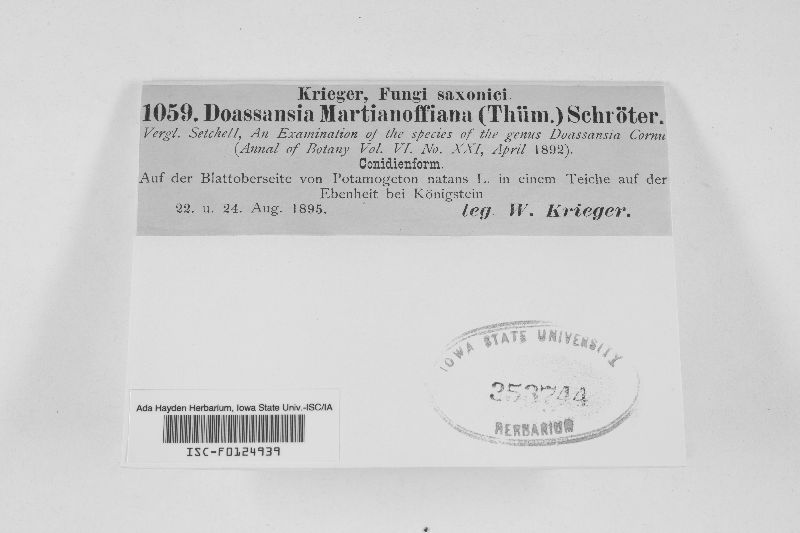 Krieger, Fungi saxonici.
1059. Doassansia Martianoffiana (Thüm.) Schröter.
Vergl. Setchell, An Examination of the species of the genus Doassansia Cornu
(Annal of Botany Vol. VI. No. XXI, April 1892).
Conidienform.
Auf der Blattoberseite von Potamogeton natans L. in einem Teiche auf der
Ebenheit bei Königstein
22. u. 24. Aug. 1895. leg. W. Krieger.
IOWA STATE UNIVERSITY
353744
HERBARIUM
Ada Hayden Herbarium, Iowa State Univ.-ISC/IA
ISC-F0124939